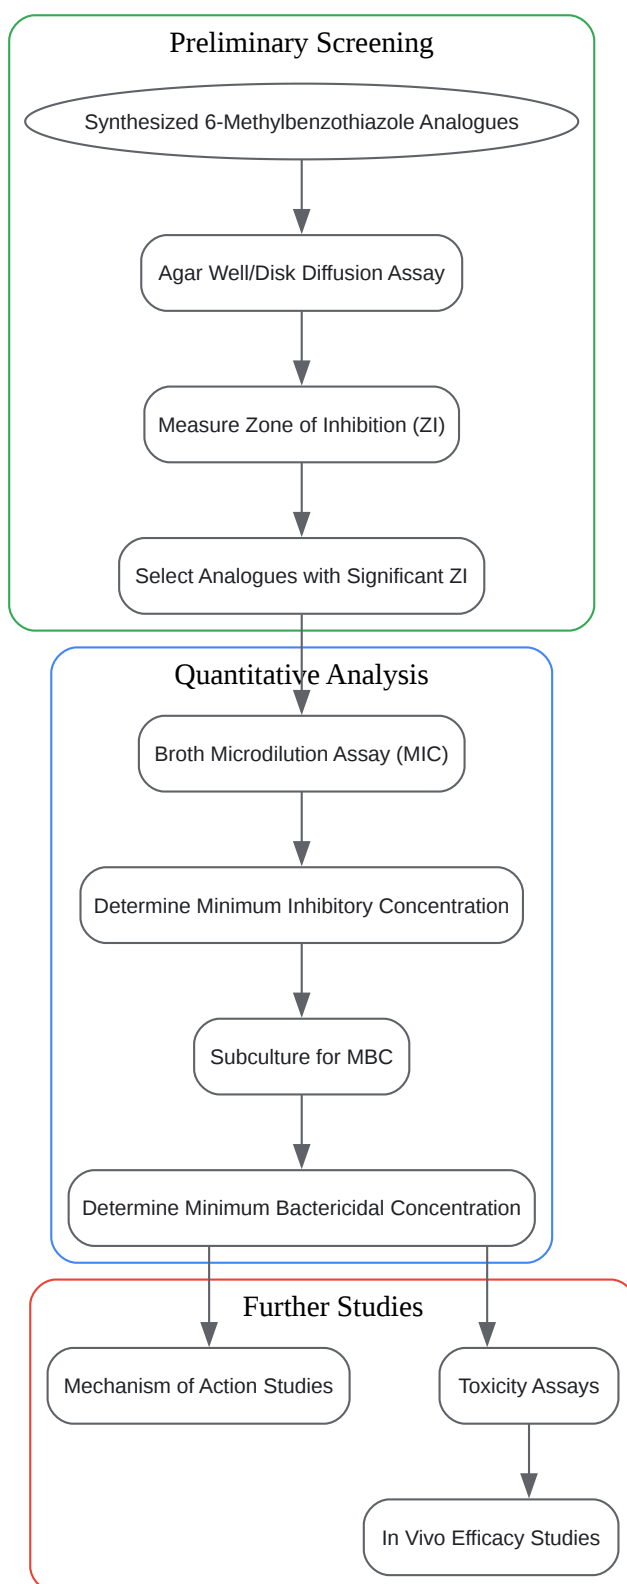 Preliminary Screening
Synthesized 6-Methylbenzothiazole Analogues
Agar Well/Disk Diffusion Assay
Measure Zone of Inhibition (ZI)
Select Analogues with Significant ZI
Quantitative Analysis
Broth Microdilution Assay (MIC)
Determine Minimum Inhibitory Concentration
Subculture for MBC
Determine Minimum Bactericidal Concentration
Further Studies
Mechanism of Action Studies
Toxicity Assays
In Vivo Efficacy Studies